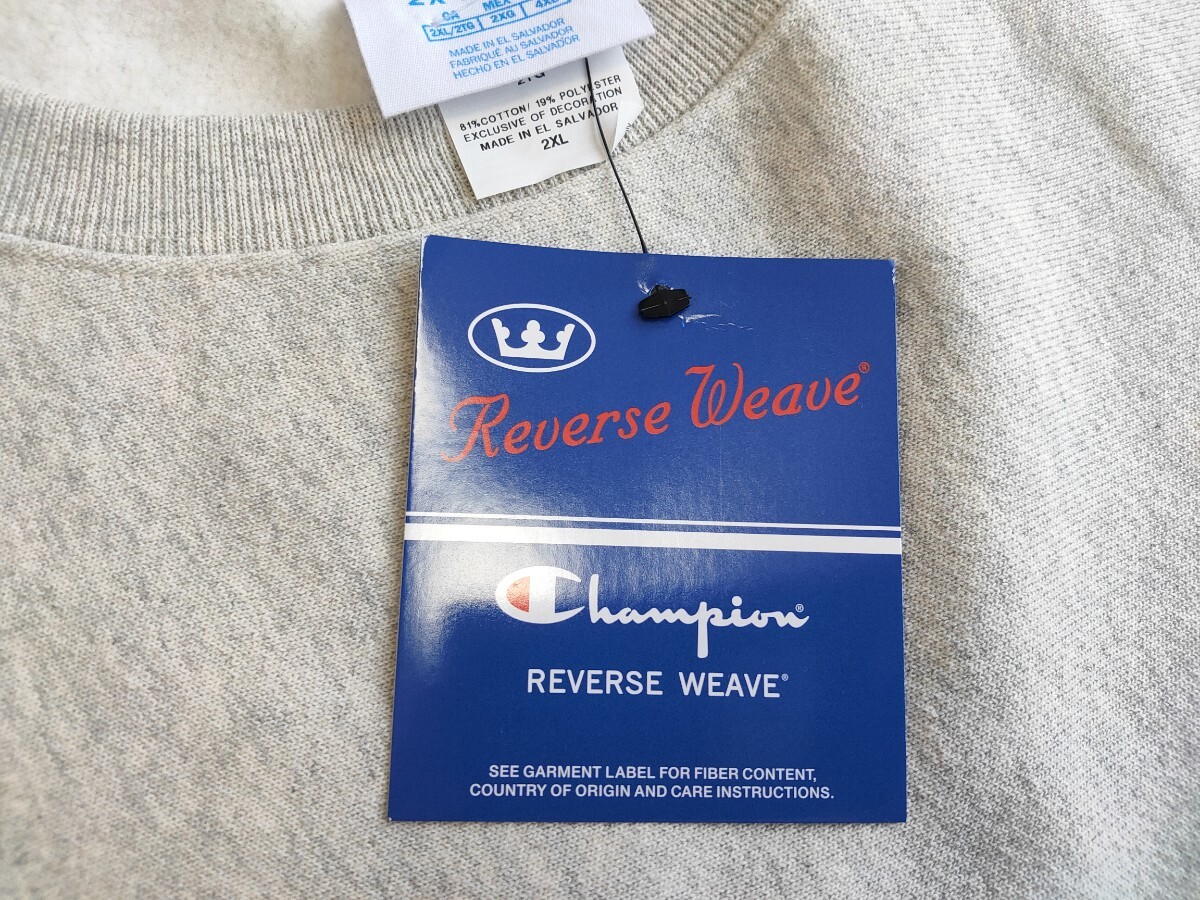 CA MEX
2XL/2TG 2XG
MADE IN EL SALVADOR
FABRIQUÉ AU SALVADOR
HECHO EN EL SALVADOR
2TG
81%COTTON/ 19% POLYESTER
EXCLUSIVE OF DECORATION
MADE IN EL SALVADOR
2XL
Reverse Weave®
Champion®
REVERSE WEAVE®
SEE GARMENT LABEL FOR FIBER CONTENT,
COUNTRY OF ORIGIN AND CARE INSTRUCTIONS.